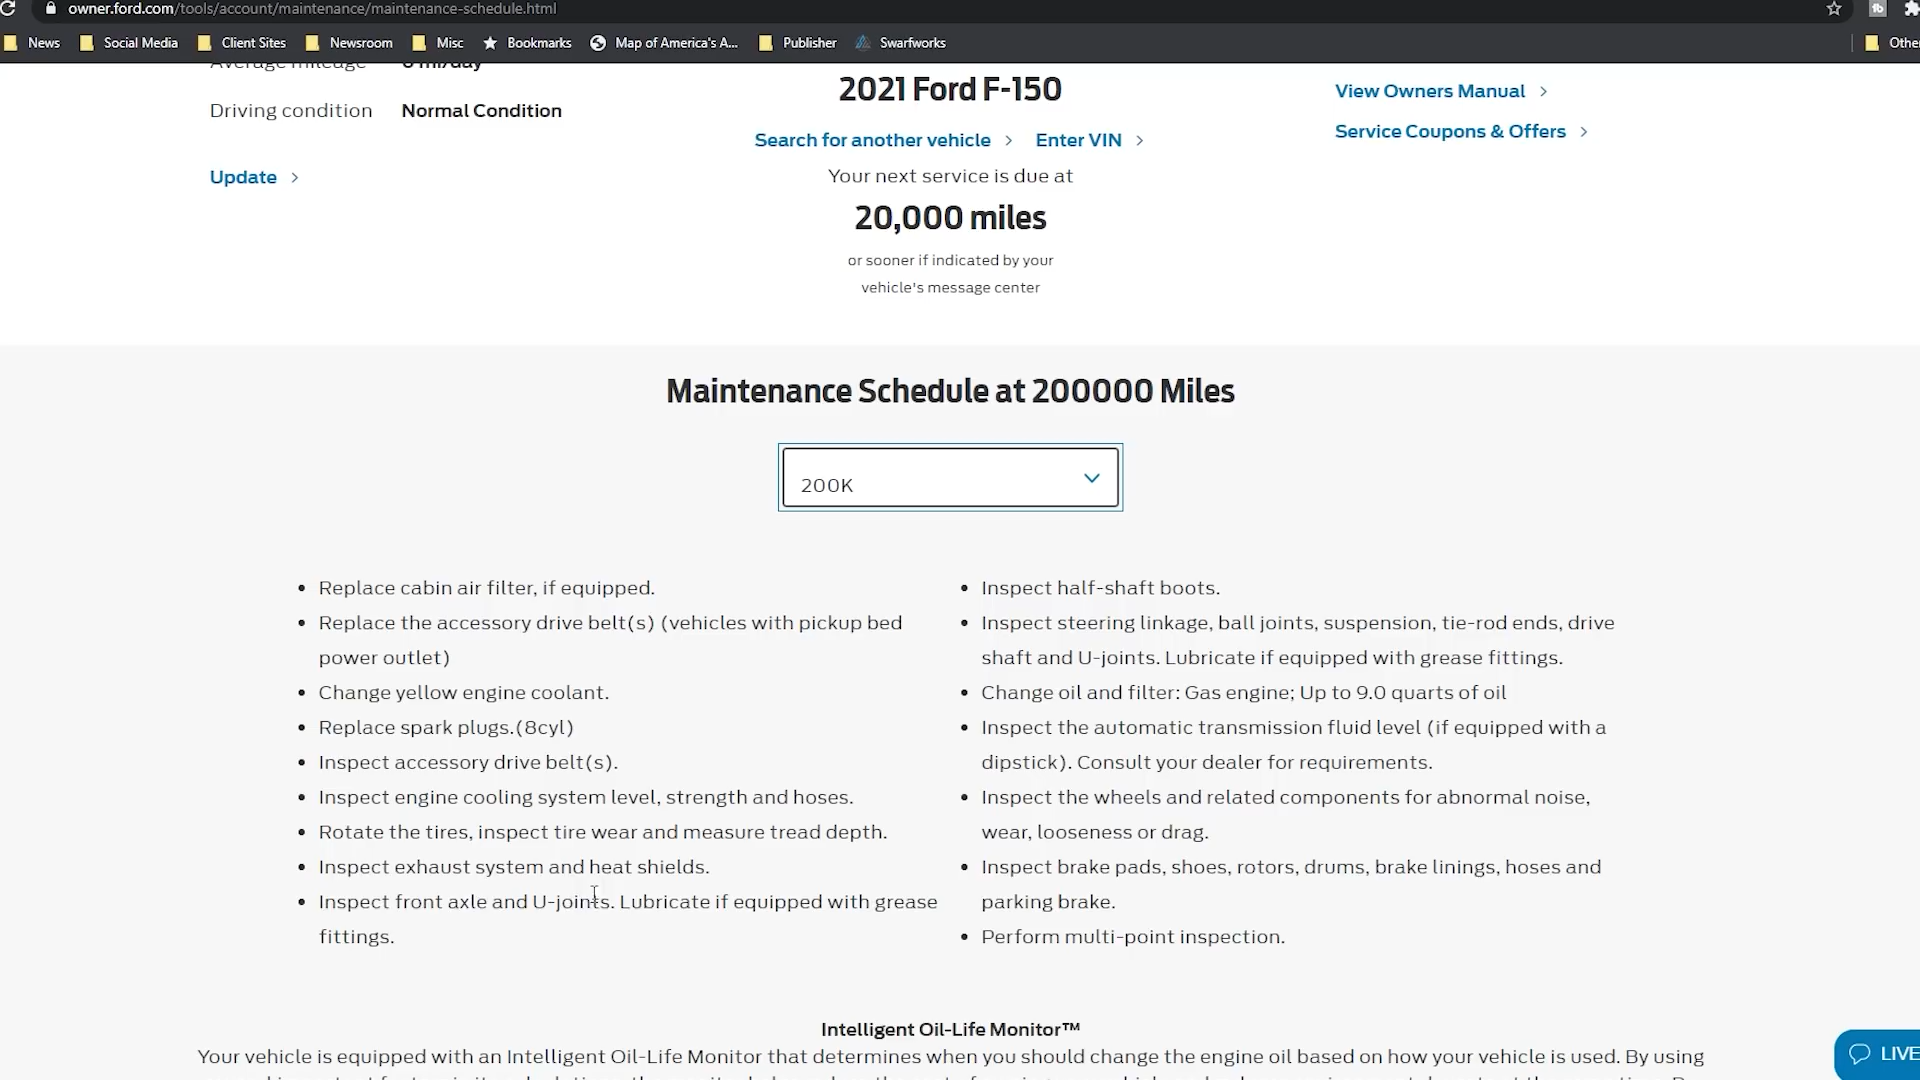 owner.ford.com/tools/account/maintenance/maintenance-schedule.html
News Social Media Client Sites Newsroom Misc Bookmarks Map of America's A... Publisher Swarfworks Other
Average mileage 0 mi/day
Driving condition Normal Condition
Update
2021 Ford F-150
Search for another vehicle Enter VIN
Your next service is due at
20,000 miles
or sooner if indicated by your
vehicle's message center
View Owners Manual
Service Coupons & Offers
Maintenance Schedule at 200000 Miles
200K
• Replace cabin air filter, if equipped.
• Replace the accessory drive belt(s) (vehicles with pickup bed
power outlet)
• Change yellow engine coolant.
• Replace spark plugs.(8cyl)
• Inspect accessory drive belt(s).
• Inspect engine cooling system level, strength and hoses.
• Rotate the tires, inspect tire wear and measure tread depth.
• Inspect exhaust system and heat shields.
• Inspect front axle and U-joints. Lubricate if equipped with grease
fittings.
• Inspect half-shaft boots.
• Inspect steering linkage, ball joints, suspension, tie-rod ends, drive
shaft and U-joints. Lubricate if equipped with grease fittings.
• Change oil and filter: Gas engine; Up to 9.0 quarts of oil
• Inspect the automatic transmission fluid level (if equipped with a
dipstick). Consult your dealer for requirements.
• Inspect the wheels and related components for abnormal noise,
wear, looseness or drag.
• Inspect brake pads, shoes, rotors, drums, brake linings, hoses and
parking brake.
• Perform multi-point inspection.
Intelligent Oil-Life Monitor™
Your vehicle is equipped with an Intelligent Oil-Life Monitor that determines when you should change the engine oil based on how your vehicle is used. By using
LIVE